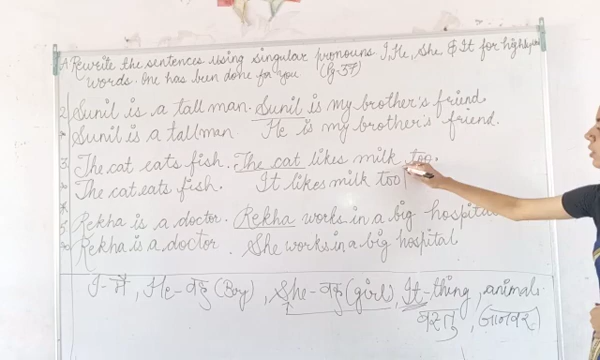 A. Rewrite the sentences using singular pronouns I, He, She & It for highlighted
words. One has been done for you (Pg-37)
2. Sunil is a tall man. Sunil is my brother's friend.
Sunil is a tall man He is my brother's friend.
3. The cat eats fish. The cat likes milk too.
The cat eats fish. It likes milk too
5. Rekha is a doctor. Rekha works in a big hospital
Rekha is a doctor. She works in a big hospital
I-मैं, He-वह (Boy), She-वह (girl), It-thing, animal
वस्तु, जानवर